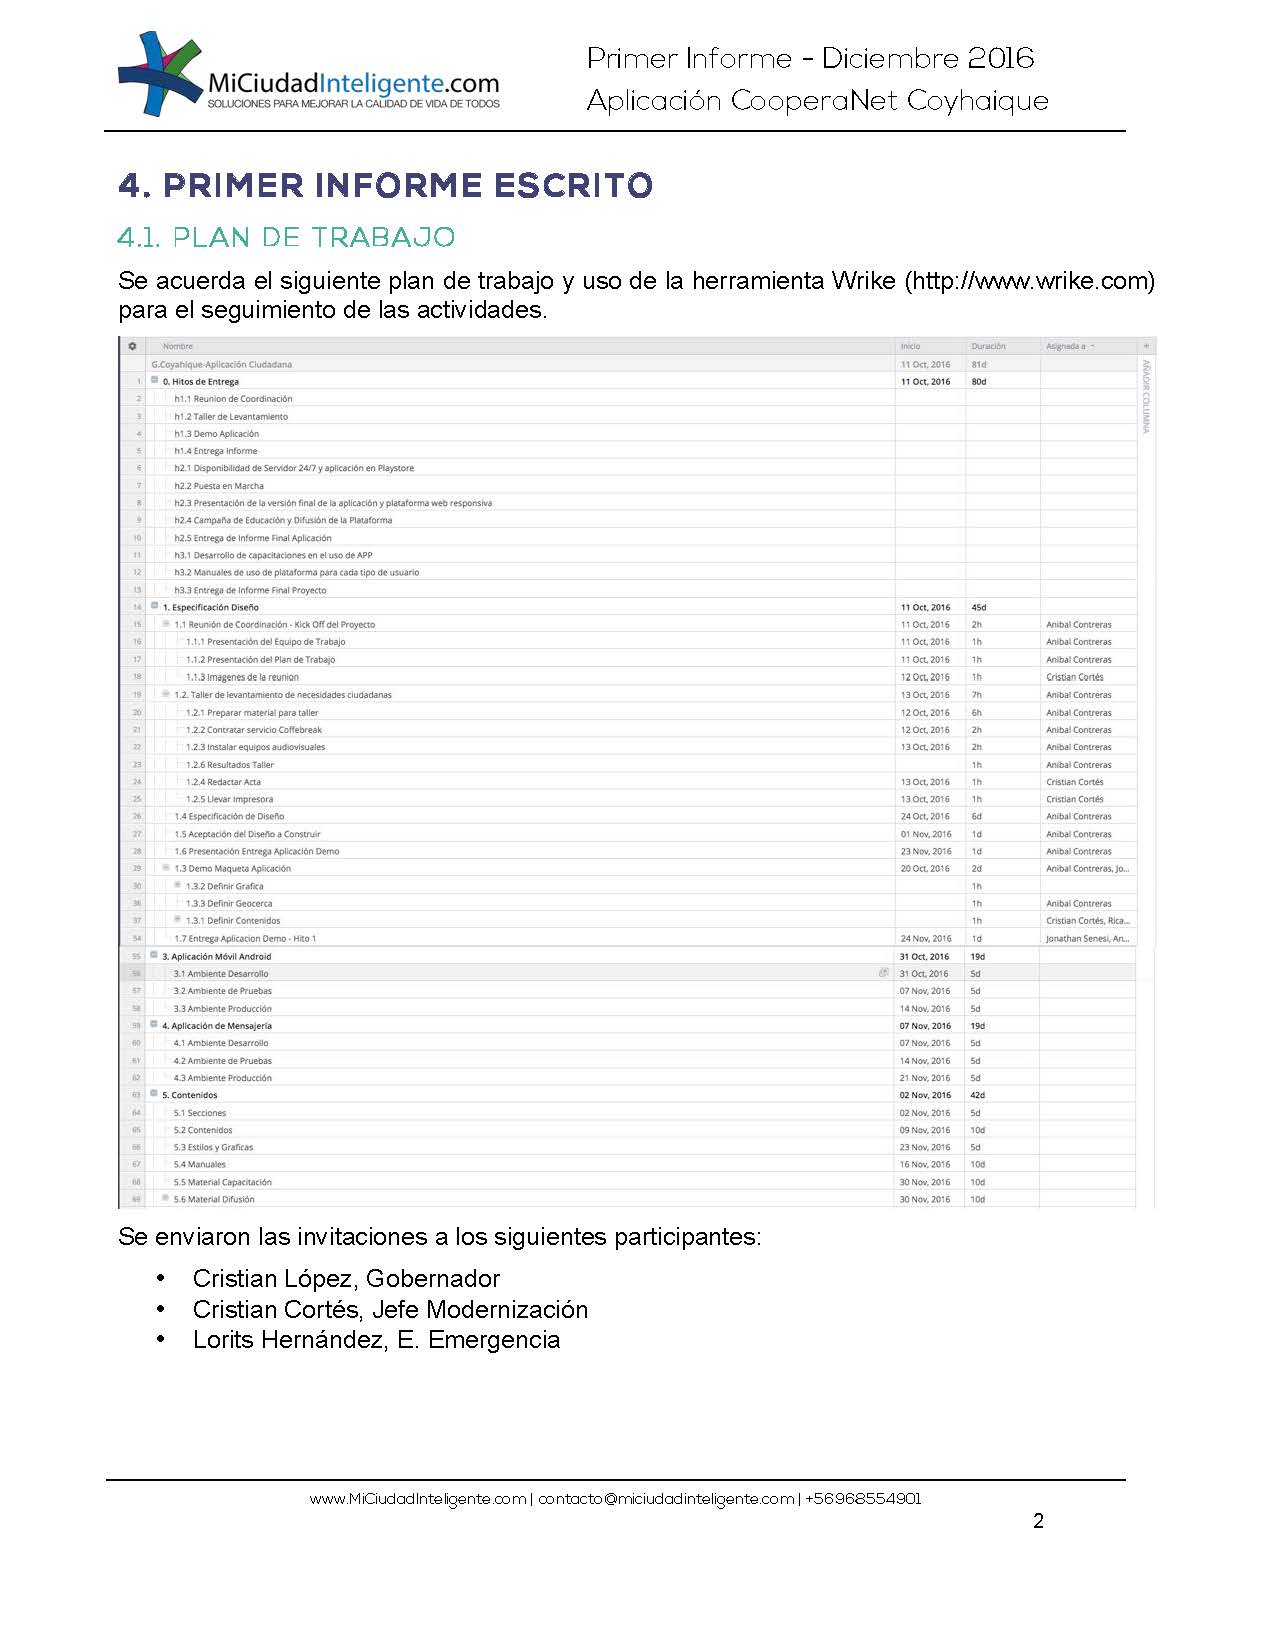 MiCiudadInteligente.com
SOLUCIONES PARA MEJORAR LA CALIDAD DE VIDA DE TODOS
Primer Informe - Diciembre 2016
Aplicación CooperaNet Coyhaique
4. PRIMER INFORME ESCRITO
4.1. PLAN DE TRABAJO
Se acuerda el siguiente plan de trabajo y uso de la herramienta Wrike (http://www.wrike.com)
para el seguimiento de las actividades.
Nombre Inicio Duración Asignada a +
AÑADIR COLUMNA
G.Coyahique-Aplicación Ciudadana 11 Oct, 2016 81d
1 0. Hitos de Entrega 11 Oct, 2016 80d
2 h1.1 Reunion de Coordinación
3 h1.2 Taller de Levantamiento
4 h1.3 Demo Aplicación
5 h1.4 Entrega Informe
6 h2.1 Disponibilidad de Servidor 24/7 y aplicación en Playstore
7 h2.2 Puesta en Marcha
8 h2.3 Presentación de la versión final de la aplicación y plataforma web responsiva
9 h2.4 Campaña de Educación y Difusión de la Plataforma
10 h2.5 Entrega de Informe Final Aplicación
11 h3.1 Desarrollo de capacitaciones en el uso de APP
12 h3.2 Manuales de uso de plataforma para cada tipo de usuario
13 h3.3 Entrega de Informe Final Proyecto
14 1. Especificación Diseño 11 Oct, 2016 45d
15 1.1 Reunión de Coordinación - Kick Off del Proyecto 11 Oct, 2016 2h Anibal Contreras
16 1.1.1 Presentación del Equipo de Trabajo 11 Oct, 2016 1h Anibal Contreras
17 1.1.2 Presentación del Plan de Trabajo 11 Oct, 2016 1h Anibal Contreras
18 1.1.3 Imagenes de la reunion 12 Oct, 2016 1h Cristian Cortés
19 1.2. Taller de levantamiento de necesidades ciudadanas 13 Oct, 2016 7h Anibal Contreras
20 1.2.1 Preparar material para taller 12 Oct, 2016 6h Anibal Contreras
21 1.2.2 Contratar servicio Coffebreak 12 Oct, 2016 2h Anibal Contreras
22 1.2.3 Instalar equipos audiovisuales 13 Oct, 2016 2h Anibal Contreras
23 1.2.6 Resultados Taller 1h Anibal Contreras
24 1.2.4 Redactar Acta 13 Oct, 2016 1h Cristian Cortés
25 1.2.5 Llevar Impresora 13 Oct, 2016 1h Cristian Cortés
26 1.4 Especificación de Diseño 24 Oct, 2016 6d Anibal Contreras
27 1.5 Aceptación del Diseño a Construir 01 Nov, 2016 1d Anibal Contreras
28 1.6 Presentación Entrega Aplicación Demo 23 Nov, 2016 1d Anibal Contreras
29 1.3 Demo Maqueta Aplicación 20 Oct, 2016 2d Anibal Contreras, Jo...
30 1.3.2 Definir Grafica 1h
36 1.3.3 Definir Geocerca 1h Anibal Contreras
37 1.3.1 Definir Contenidos 1h Cristian Cortés, Rica...
54 1.7 Entrega Aplicacion Demo - Hito 1 24 Nov, 2016 1d Jonathan Senesi, An...
55 3. Aplicación Móvil Android 31 Oct, 2016 19d
56 3.1 Ambiente Desarrollo 31 Oct, 2016 5d
57 3.2 Ambiente de Pruebas 07 Nov, 2016 5d
58 3.3 Ambiente Producción 14 Nov, 2016 5d
59 4. Aplicación de Mensajería 07 Nov, 2016 19d
60 4.1 Ambiente Desarrollo 07 Nov, 2016 5d
61 4.2 Ambiente de Pruebas 14 Nov, 2016 5d
62 4.3 Ambiente Producción 21 Nov, 2016 5d
63 5. Contenidos 02 Nov, 2016 42d
64 5.1 Secciones 02 Nov, 2016 5d
65 5.2 Contenidos 09 Nov, 2016 10d
66 5.3 Estilos y Graficas 23 Nov, 2016 5d
67 5.4 Manuales 16 Nov, 2016 10d
68 5.5 Material Capacitación 30 Nov, 2016 10d
69 5.6 Material Difusión 30 Nov, 2016 10d
Se enviaron las invitaciones a los siguientes participantes:
• Cristian López, Gobernador
• Cristian Cortés, Jefe Modernización
• Lorits Hernández, E. Emergencia
www.MiCiudadInteligente.com | contacto@miciudadinteligente.com | +56968554901
2